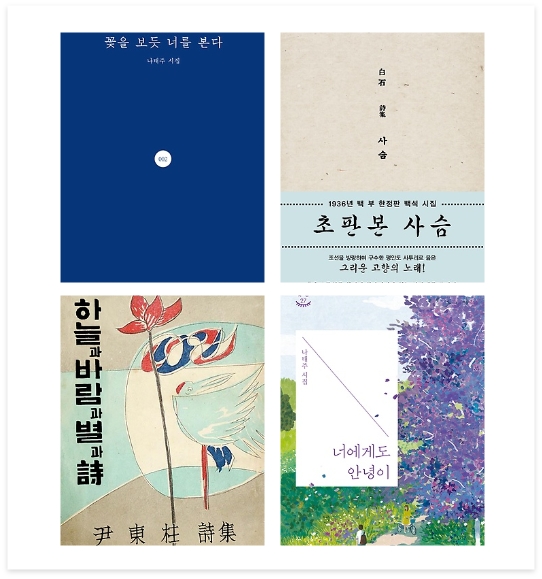 꽃을 보듯 너를 본다
나태주 시집
002
白石 詩集 사슴
1936년 백 부 한정판 백석 시집
초판본 사슴
그리운 고향의 노래!
하늘과 바람과 별과 詩
尹東柱 詩集
나태주 시집
너에게도
안녕이